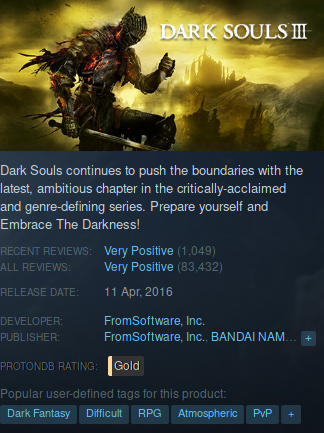 DARK SOULS III
Dark Souls continues to push the boundaries with the
latest, ambitious chapter in the critically-acclaimed
and genre-defining series. Prepare yourself and
Embrace The Darkness!
RECENT REVIEWS: Very Positive (1,049)
ALL REVIEWS: Very Positive (83,432)
RELEASE DATE: 11 Apr, 2016
DEVELOPER: FromSoftware, Inc.
PUBLISHER: FromSoftware, Inc., BANDAI NAM... +
PROTONDB RATING: Gold
Popular user-defined tags for this product:
Dark Fantasy Difficult RPG Atmospheric PvP +